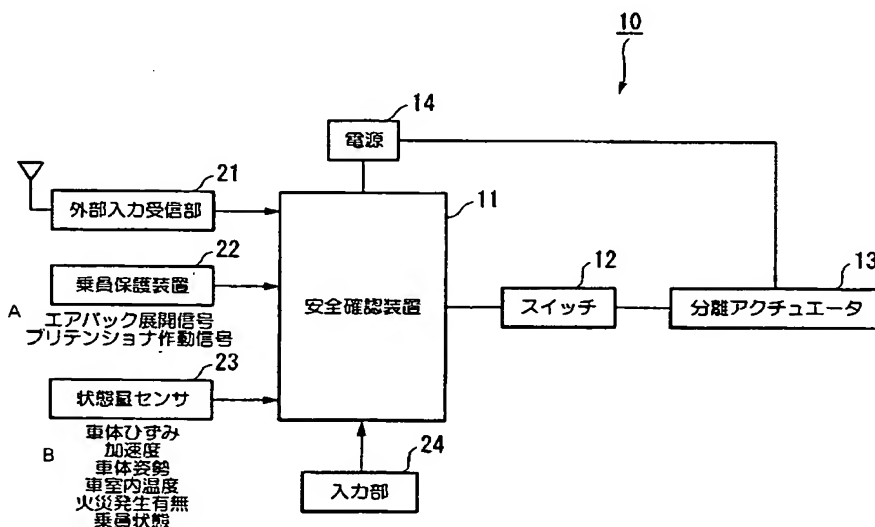 10
14
電源
21
外部入力受信部
11
22
乗員保護装置
12
13
安全確認装置
スイッチ
分離アクチュエータ
A
エアバック展開信号
プリテンショナ作動信号
23
状態量センサ
車体ひずみ
加速度
B
車体姿勢
車室内温度
火災発生有無
乗員状態
24
入力部